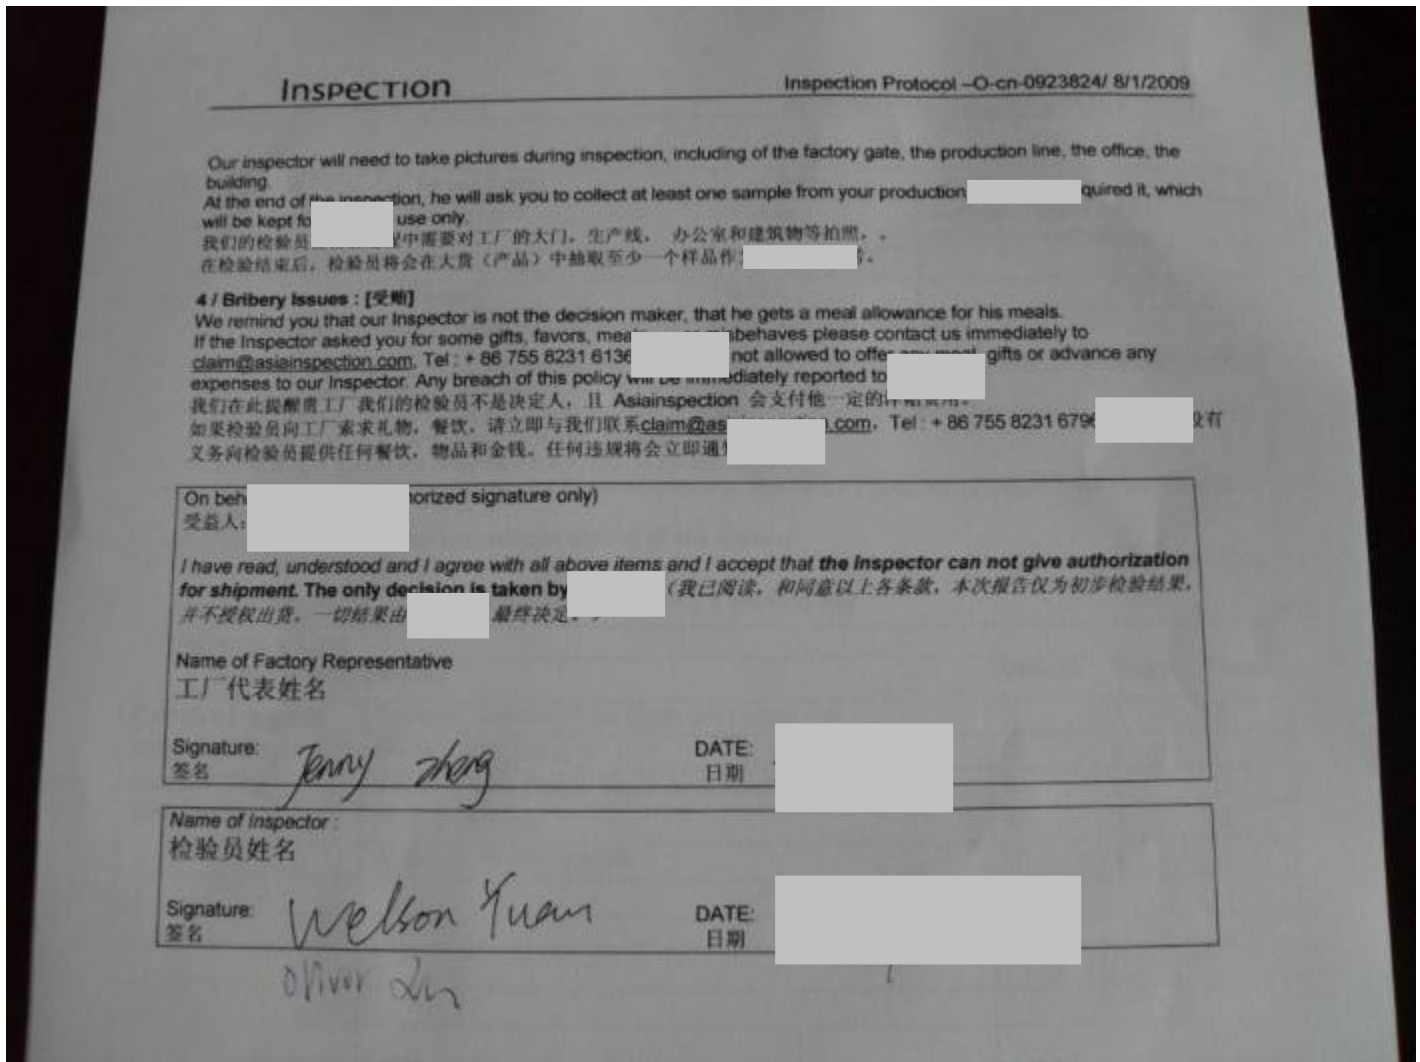 INSPECTION
Inspection Protocol –O-cn-0923824/ 8/1/2009
Our inspector will need to take pictures during inspection, including of the factory gate, the production line, the office, the
building.
At the end of the inspection, he will ask you to collect at least one sample from your production quired it, which
will be kept fo use only.
我们的检验员 中需要对工厂的大门，生产线， 办公室和建筑物等拍照，。
在检验结束后，检验员将会在大货（产品）中抽取至少一个样品作 。
4 / Bribery Issues : [受贿]
We remind you that our Inspector is not the decision maker, that he gets a meal allowance for his meals.
If the Inspector asked you for some gifts, favors, mea sbehaves please contact us immediately to
claim@asiainspection.com, Tel : + 86 755 8231 6136 not allowed to offer any meal, gifts or advance any
expenses to our Inspector. Any breach of this policy will be immediately reported to
我们在此提醒贵工厂我们的检验员不是决定人，且 Asiainspection 会支付他一定的 费用。
如果检验员向工厂索求礼物，餐饮，请立即与我们联系claim@as .com，Tel : + 86 755 8231 6796 没有
义务向检验员提供任何餐饮，物品和金钱。任何违规将会立即通
On beh orized signature only)
受益人:
I have read, understood and I agree with all above items and I accept that the Inspector can not give authorization
for shipment. The only decision is taken by （我已阅读，和同意以上各条款，本次报告仅为初步检验结果，
并不授权出货，一切结果由 最终决定。）
Name of Factory Representative
工厂代表姓名
Signature: Jenny zheng DATE:
签名 日期
Name of Inspector :
检验员姓名
Signature: Welson Yuan DATE:
签名 日期
Oliver